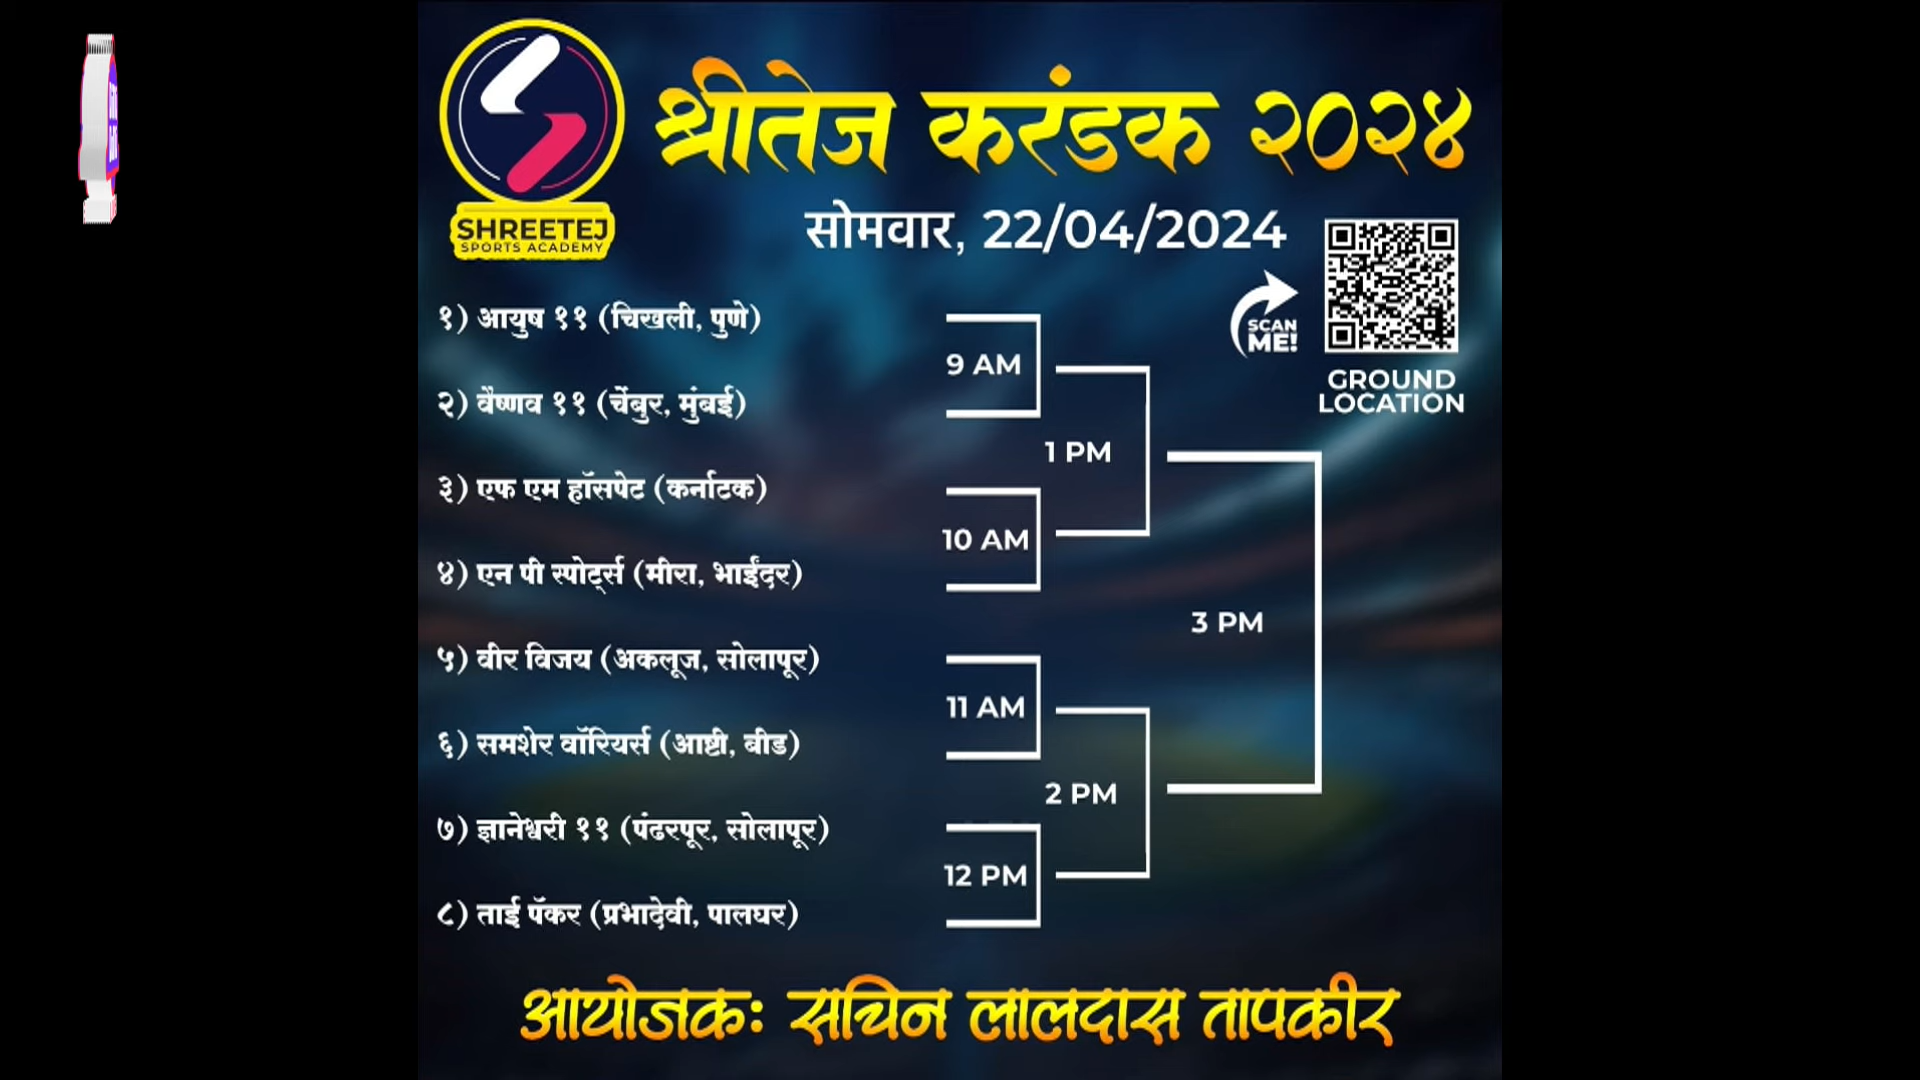 श्रीतेज करंडक २०२४
SHREETEJ
SPORTS ACADEMY
सोमवार, 22/04/2024
SCAN
ME!
GROUND
LOCATION
१) आयुष ११ (चिखली, पुणे)
२) वैष्णव ११ (चेंबुर, मुंबई)
३) एफ एम हॉसपेट (कर्नाटक)
४) एन पी स्पोर्ट्स (मीरा, भाईंदर)
५) वीर विजय (अकलूज, सोलापूर)
६) समशेर वॉरियर्स (आष्टी, बीड)
७) ज्ञानेश्वरी ११ (पंढरपूर, सोलापूर)
८) ताई पॅकर (प्रभादेवी, पालघर)
9 AM
10 AM
11 AM
12 PM
1 PM
2 PM
3 PM
आयोजकः सचिन लालदास तापकीर